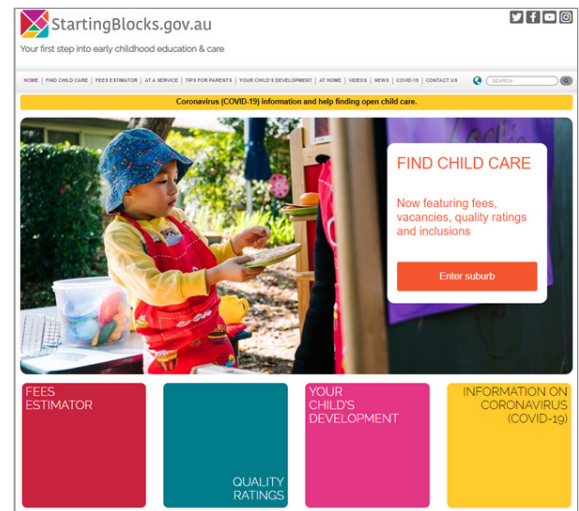 StartingBlocks.gov.au
Your first step into early childhood education & care
HOME | FIND CHILD CARE | FEES ESTIMATOR | AT A SERVICE | TIPS FOR PARENTS | YOUR CHILD'S DEVELOPMENT | AT HOME | VIDEOS | NEWS | COVID-19 | CONTACT US
SEARCH
Coronavirus (COVID-19) information and help finding open child care.
FIND CHILD CARE
Now featuring fees,
vacancies, quality ratings
and inclusions
Enter suburb
FEES
ESTIMATOR
QUALITY
RATINGS
YOUR
CHILD'S
DEVELOPMENT
INFORMATION ON
CORONAVIRUS
(COVID-19)